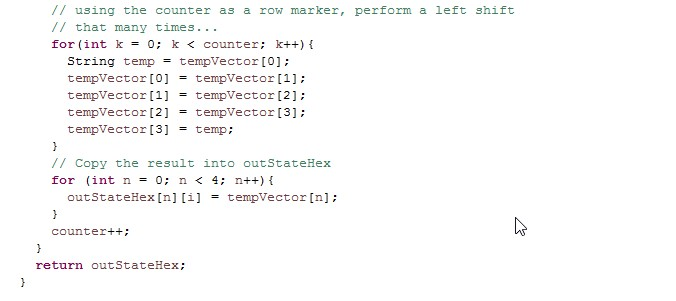 // using the counter as a row marker, perform a left shift
// that many times...
for(int k = 0; k < counter; k++){
String temp = tempVector[0];
tempVector[0] = tempVector[1];
tempVector[1] = tempVector[2];
tempVector[2] = tempVector[3];
tempVector[3] = temp;
}
// Copy the result into outStateHex
for (int n = 0; n < 4; n++){
outStateHex[n][i] = tempVector[n];
}
counter++;
}
return outStateHex;
}